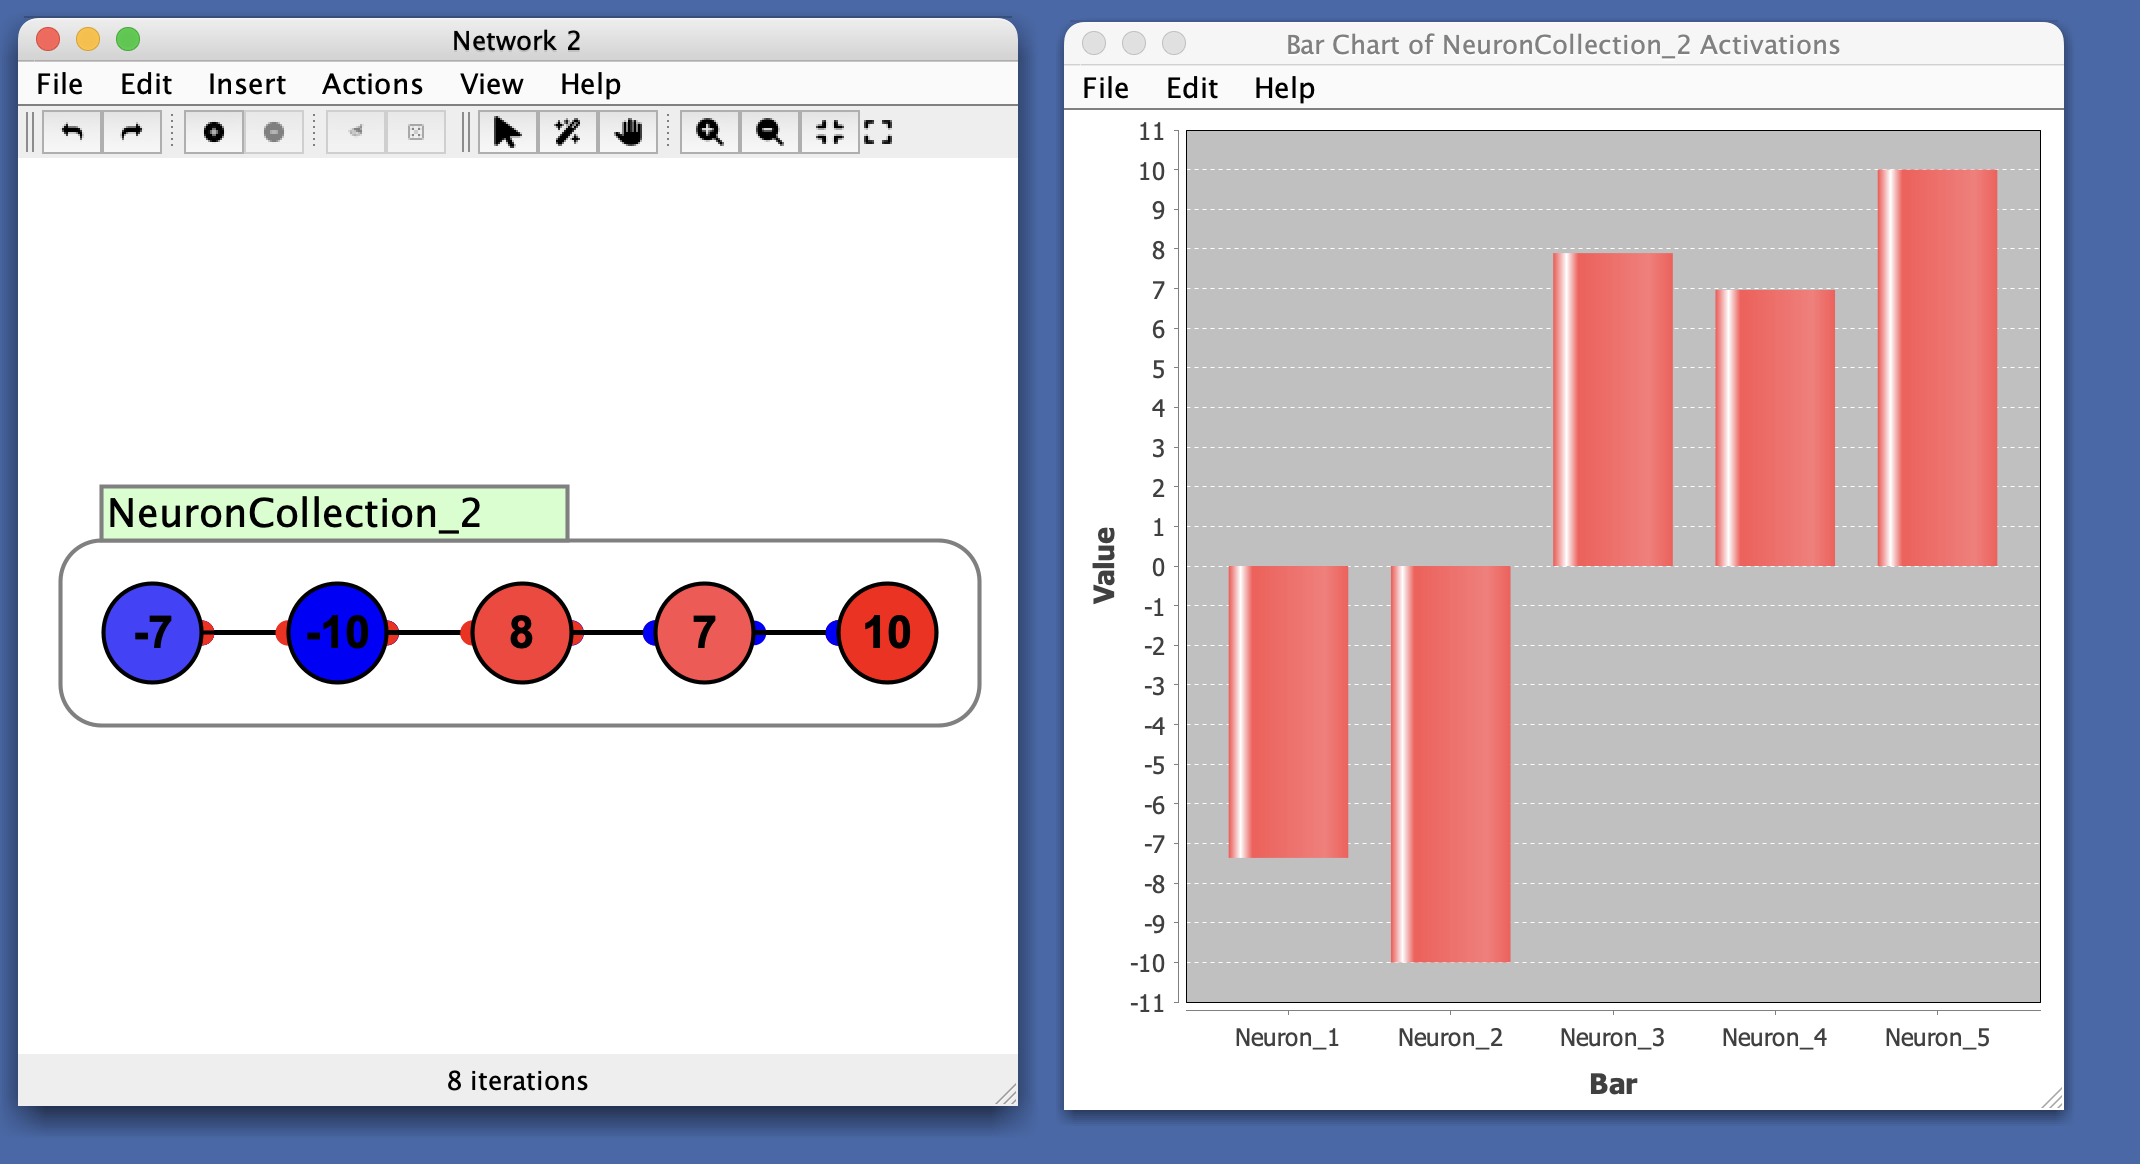 Network 2
File Edit Insert Actions View Help
NeuronCollection_2
-7 -10 8 7 10
8 iterations
Bar Chart of NeuronCollection_2 Activations
File Edit Help
11
10
9
8
7
6
5
4
3
2
1
0
-1
-2
-3
-4
-5
-6
-7
-8
-9
-10
-11
Value
Neuron_1 Neuron_2 Neuron_3 Neuron_4 Neuron_5
Bar